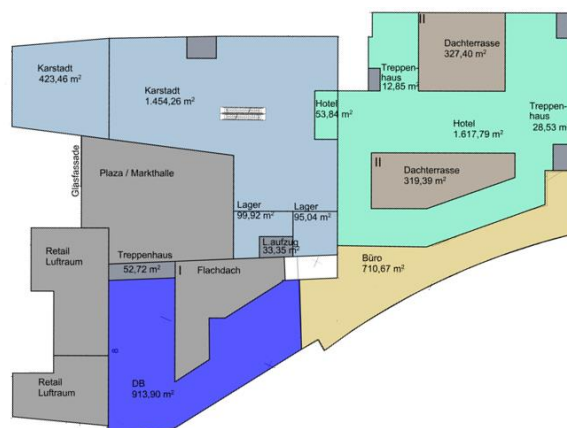 II
Dachterrasse
327,40 m²
Karstadt
423,46 m²
Karstadt
1.454,26 m²
Treppen-
haus
12,85 m²
Hotel
53,84 m²
Treppen-
haus
28,53 m²
Hotel
1.617,79 m²
Glasfassade
Plaza / Markthalle
II
Dachterrasse
319,39 m²
Lager
99,92 m²
Lager
95,04 m²
L.aufzug
33,35 m²
Retail
Luftraum
Treppenhaus
52,72 m²
I
Flachdach
Büro
710,67 m²
Retail
Luftraum
DB
913,90 m²